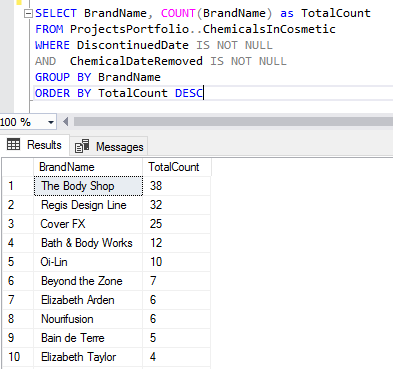 SELECT BrandName, COUNT(BrandName) as TotalCount
FROM ProjectsPortfolio..ChemicalsInCosmetic
WHERE DiscontinuedDate IS NOT NULL
AND  ChemicalDateRemoved IS NOT NULL
GROUP BY BrandName
ORDER BY TotalCount DESC
100 %
Results Messages
BrandName TotalCount
1 The Body Shop 38
2 Regis Design Line 32
3 Cover FX 25
4 Bath & Body Works 12
5 Oi-Lin 10
6 Beyond the Zone 7
7 Elizabeth Arden 6
8 Nourifusion 6
9 Bain de Terre 5
10 Elizabeth Taylor 4